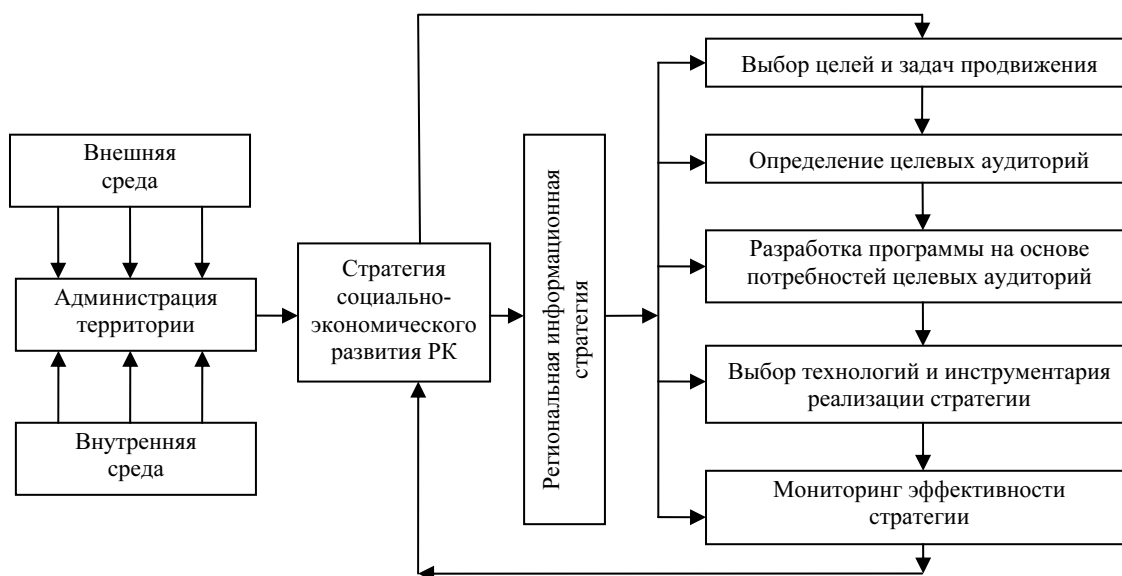 Внешняя
среда
Администрация
территории
Внутренняя
среда
Стратегия
социально-
экономического
развития РК
Региональная информационная
стратегия
Выбор целей и задач продвижения
Определение целевых аудиторий
Разработка программы на основе
потребностей целевых аудиторий
Выбор технологий и инструментария
реализации стратегии
Мониторинг эффективности
стратегии